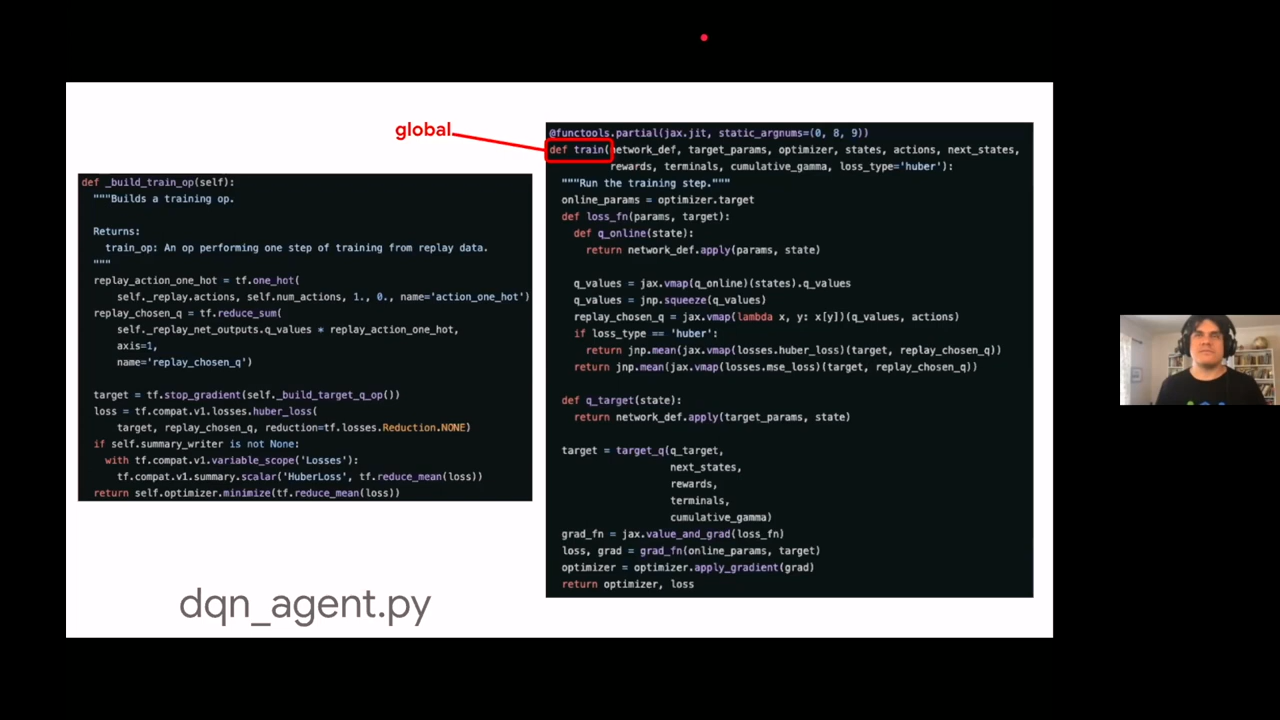 global
def _build_train_op(self):
"""Builds a training op.
Returns:
train_op: An op performing one step of training from replay data.
"""
replay_action_one_hot = tf.one_hot(
self._replay.actions, self.num_actions, 1., 0., name='action_one_hot')
replay_chosen_q = tf.reduce_sum(
self._replay_net_outputs.q_values * replay_action_one_hot,
axis=1,
name='replay_chosen_q')
target = tf.stop_gradient(self._build_target_q_op())
loss = tf.compat.v1.losses.huber_loss(
target, replay_chosen_q, reduction=tf.losses.Reduction.NONE)
if self.summary_writer is not None:
with tf.compat.v1.variable_scope('Losses'):
tf.compat.v1.summary.scalar('HuberLoss', tf.reduce_mean(loss))
return self.optimizer.minimize(tf.reduce_mean(loss))
dqn_agent.py
@functools.partial(jax.jit, static_argnums=(0, 8, 9))
def train(network_def, target_params, optimizer, states, actions, next_states,
rewards, terminals, cumulative_gamma, loss_type='huber'):
"""Run the training step."""
online_params = optimizer.target
def loss_fn(params, target):
def q_online(state):
return network_def.apply(params, state)
q_values = jax.vmap(q_online)(states).q_values
q_values = jnp.squeeze(q_values)
replay_chosen_q = jax.vmap(lambda x, y: x[y])(q_values, actions)
if loss_type == 'huber':
return jnp.mean(jax.vmap(losses.huber_loss)(target, replay_chosen_q))
return jnp.mean(jax.vmap(losses.mse_loss)(target, replay_chosen_q))
def q_target(state):
return network_def.apply(target_params, state)
target = target_q(q_target,
next_states,
rewards,
terminals,
cumulative_gamma)
grad_fn = jax.value_and_grad(loss_fn)
loss, grad = grad_fn(online_params, target)
optimizer = optimizer.apply_gradient(grad)
return optimizer, loss